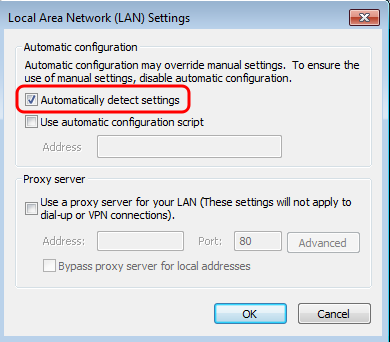 Local Area Network (LAN) Settings
Automatic configuration
Automatic configuration may override manual settings. To ensure the
use of manual settings, disable automatic configuration.
Automatically detect settings
Use automatic configuration script
Address
Proxy server
Use a proxy server for your LAN (These settings will not apply to
dial-up or VPN connections).
Address: Port: 80 Advanced
Bypass proxy server for local addresses
OK Cancel